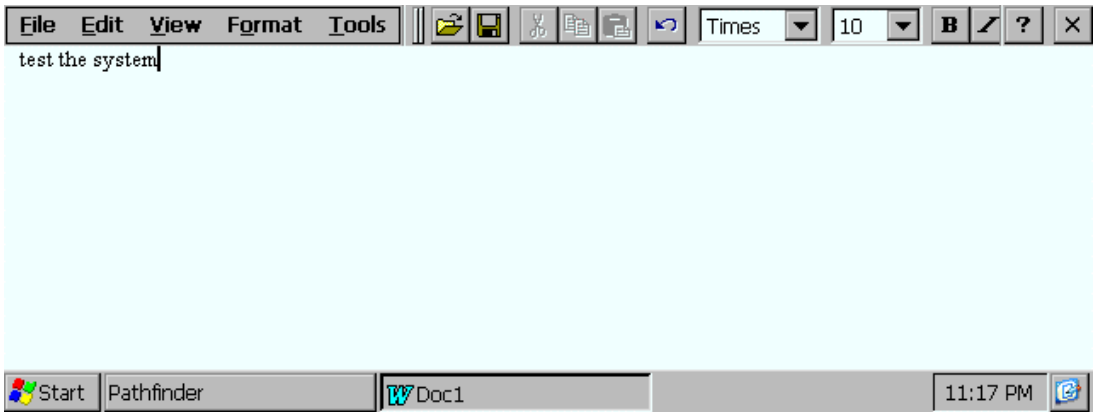 File Edit View Format Tools Times 10 B I ? X
test the system
Start Pathfinder W Doc1 11:17 PM